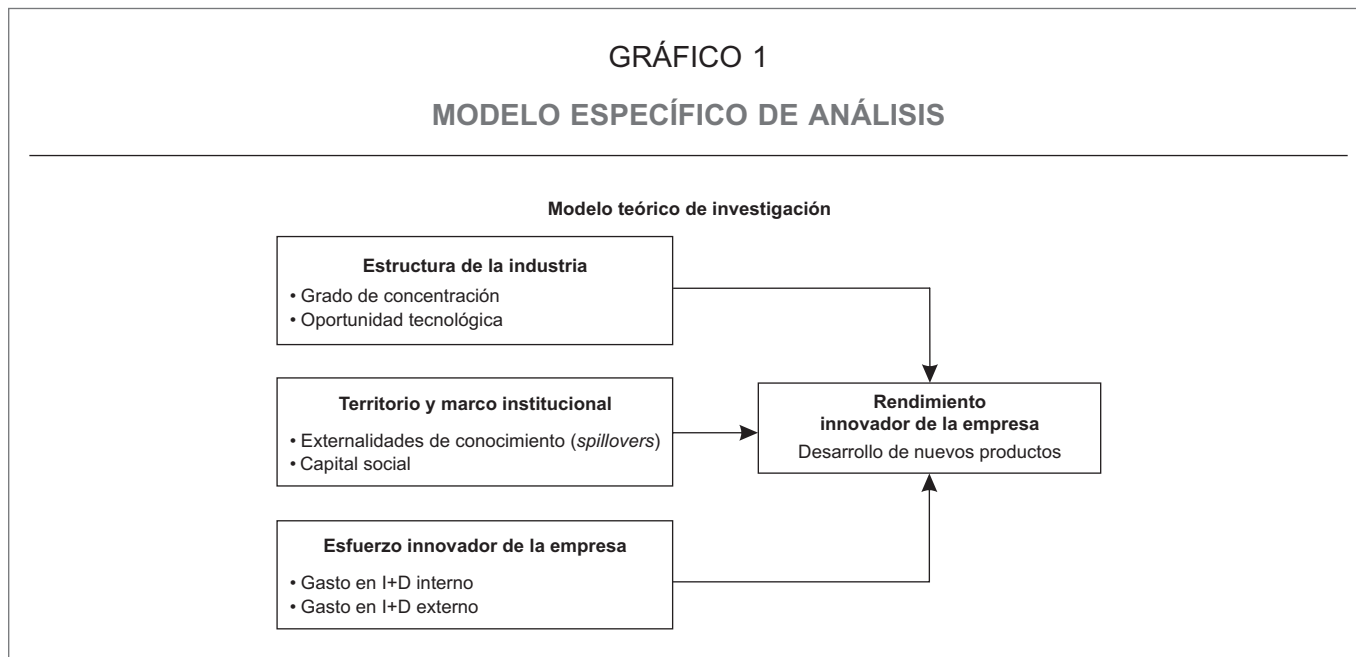 GRÁFICO 1
MODELO ESPECÍFICO DE ANÁLISIS
Modelo teórico de investigación
Estructura de la industria
• Grado de concentración
• Oportunidad tecnológica
Territorio y marco institucional
• Externalidades de conocimiento (spillovers)
• Capital social
Esfuerzo innovador de la empresa
• Gasto en I+D interno
• Gasto en I+D externo
Rendimiento
innovador de la empresa
Desarrollo de nuevos productos